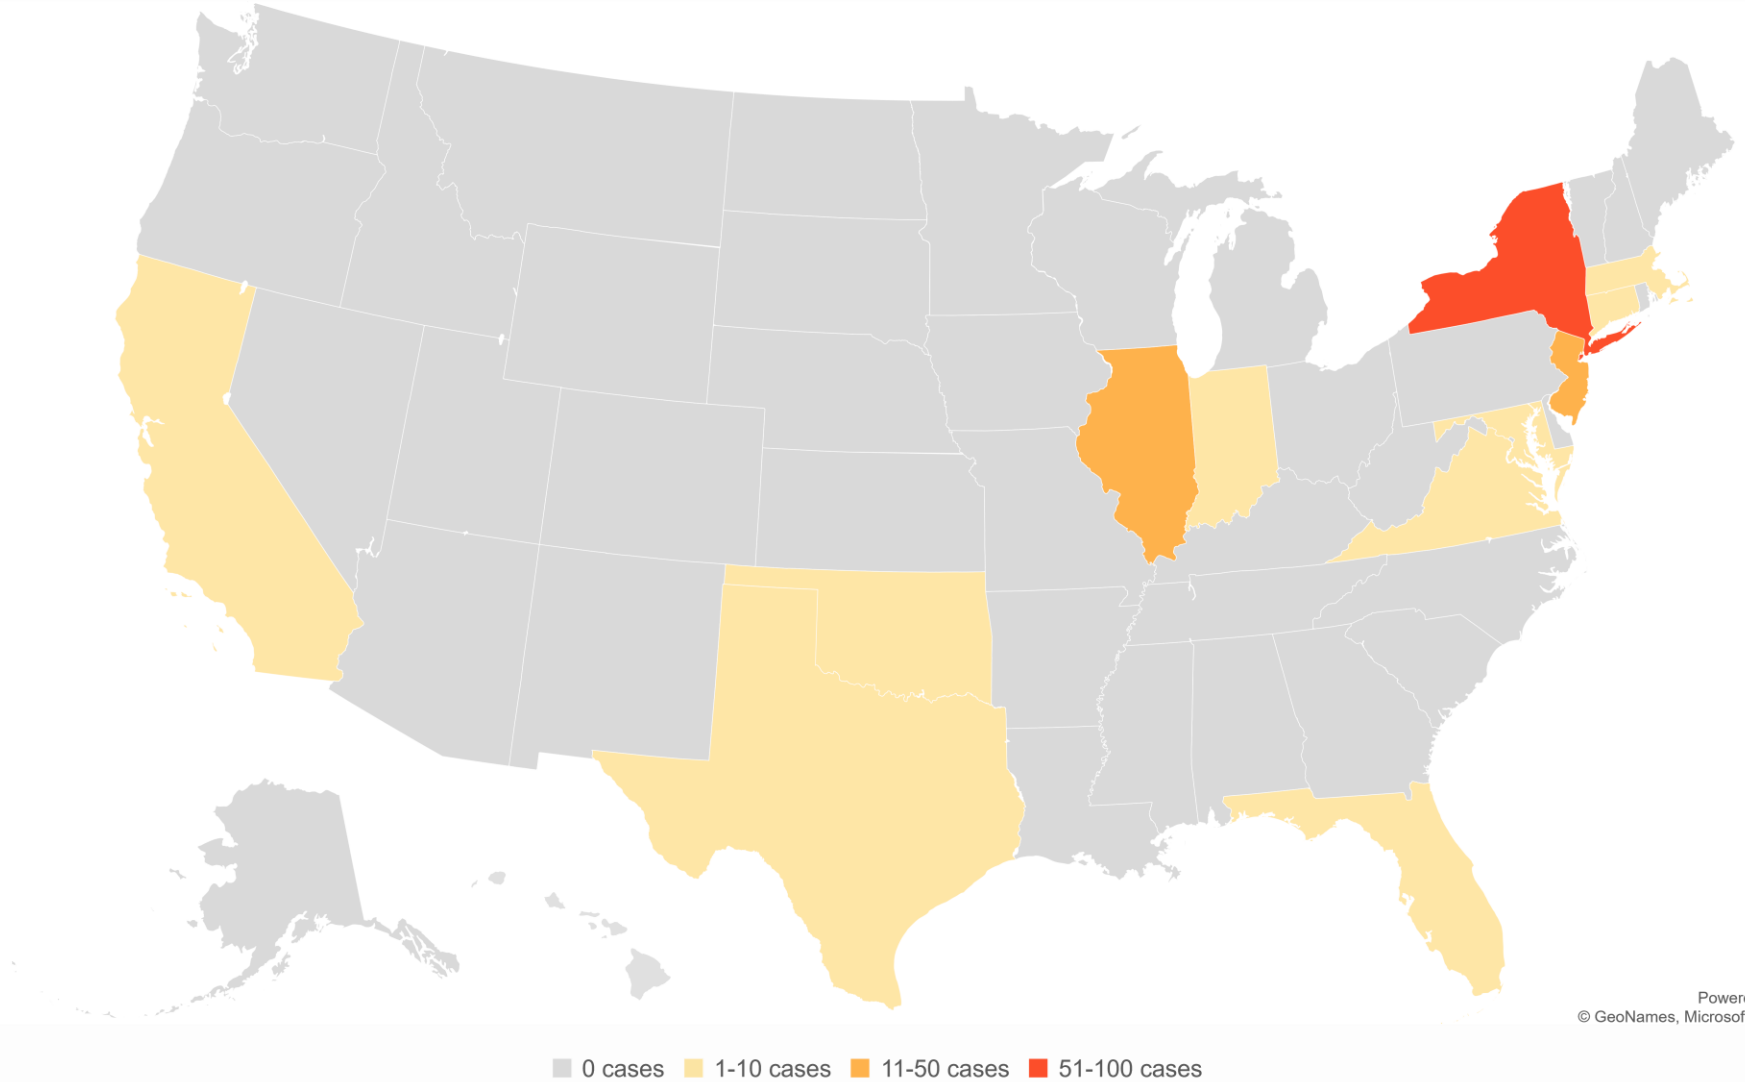 Power
© GeoNames, Microsof
0 cases
1-10 cases
11-50 cases
51-100 cases